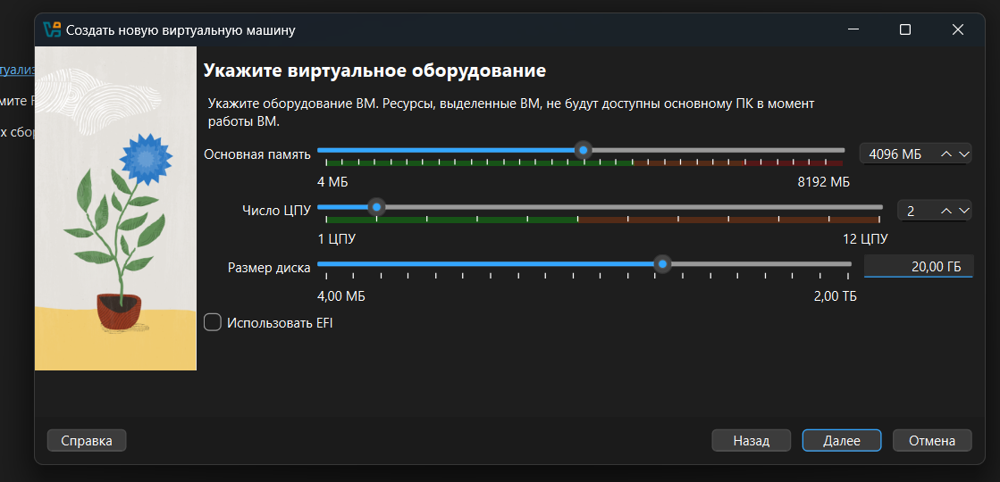 Создать новую виртуальную машину
Укажите виртуальное оборудование
туализ
Укажите оборудование ВМ. Ресурсы, выделенные ВМ, не будут доступны основному ПК в момент
работы ВМ.
мите F
х сбор
Основная память
4096 МБ
4 МБ
8192 МБ
Число ЦПУ
2
1 ЦПУ
12 ЦПУ
Размер диска
20,00 ГБ
4,00 МБ
2,00 ТБ
Использовать EFI
Справка
Назад
Далее
Отмена